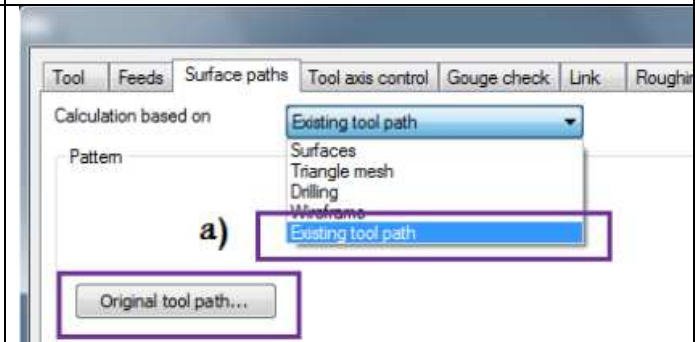 Tool Feeds Surface paths Tool axis control Gouge check Link Roughin
Calculation based on Existing tool path
Pattern Surfaces
Triangle mesh
Drilling
Wireframe
a) Existing tool path
Original tool path...